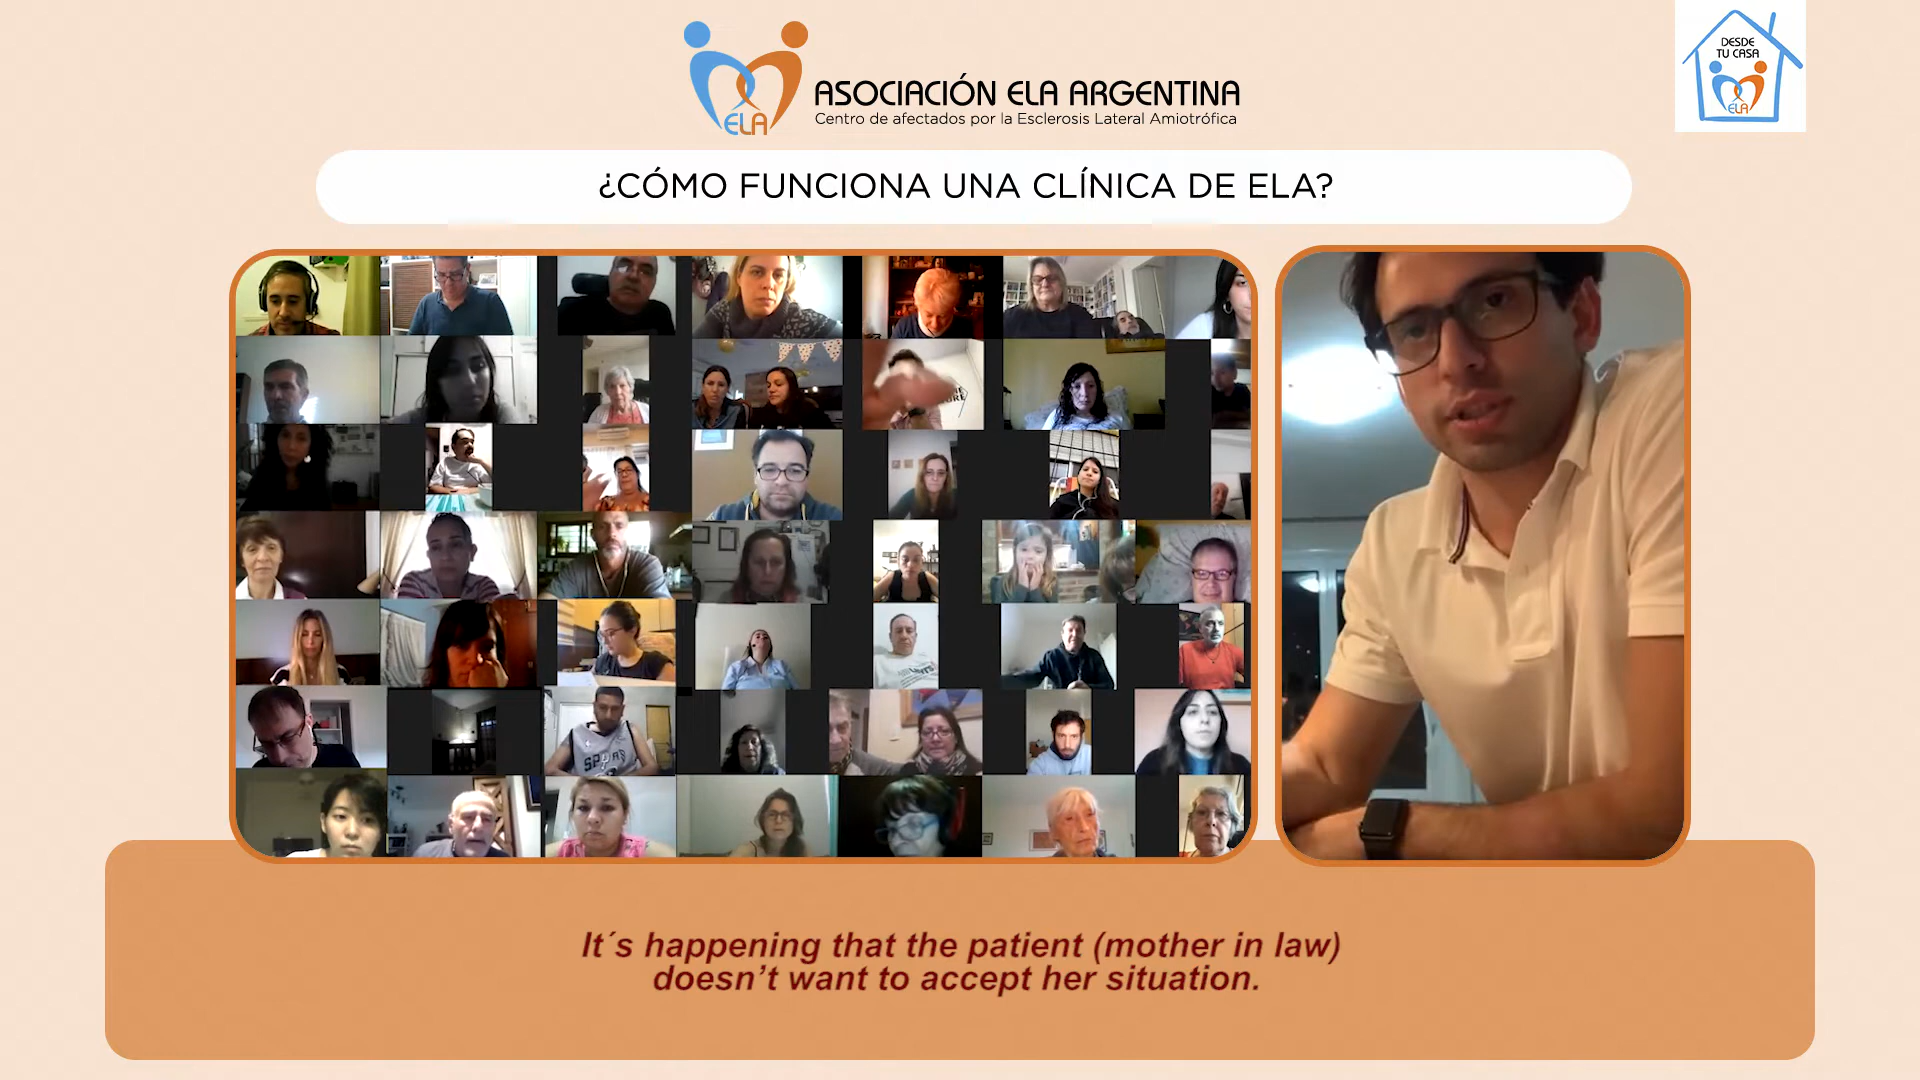 ELA
ASOCIACIÓN ELA ARGENTINA
Centro de afectados por la Esclerosis Lateral Amiotrófica
DESDE
TU CASA
ELA
¿CÓMO FUNCIONA UNA CLÍNICA DE ELA?
It´s happening that the patient (mother in law)
doesn’t want to accept her situation.